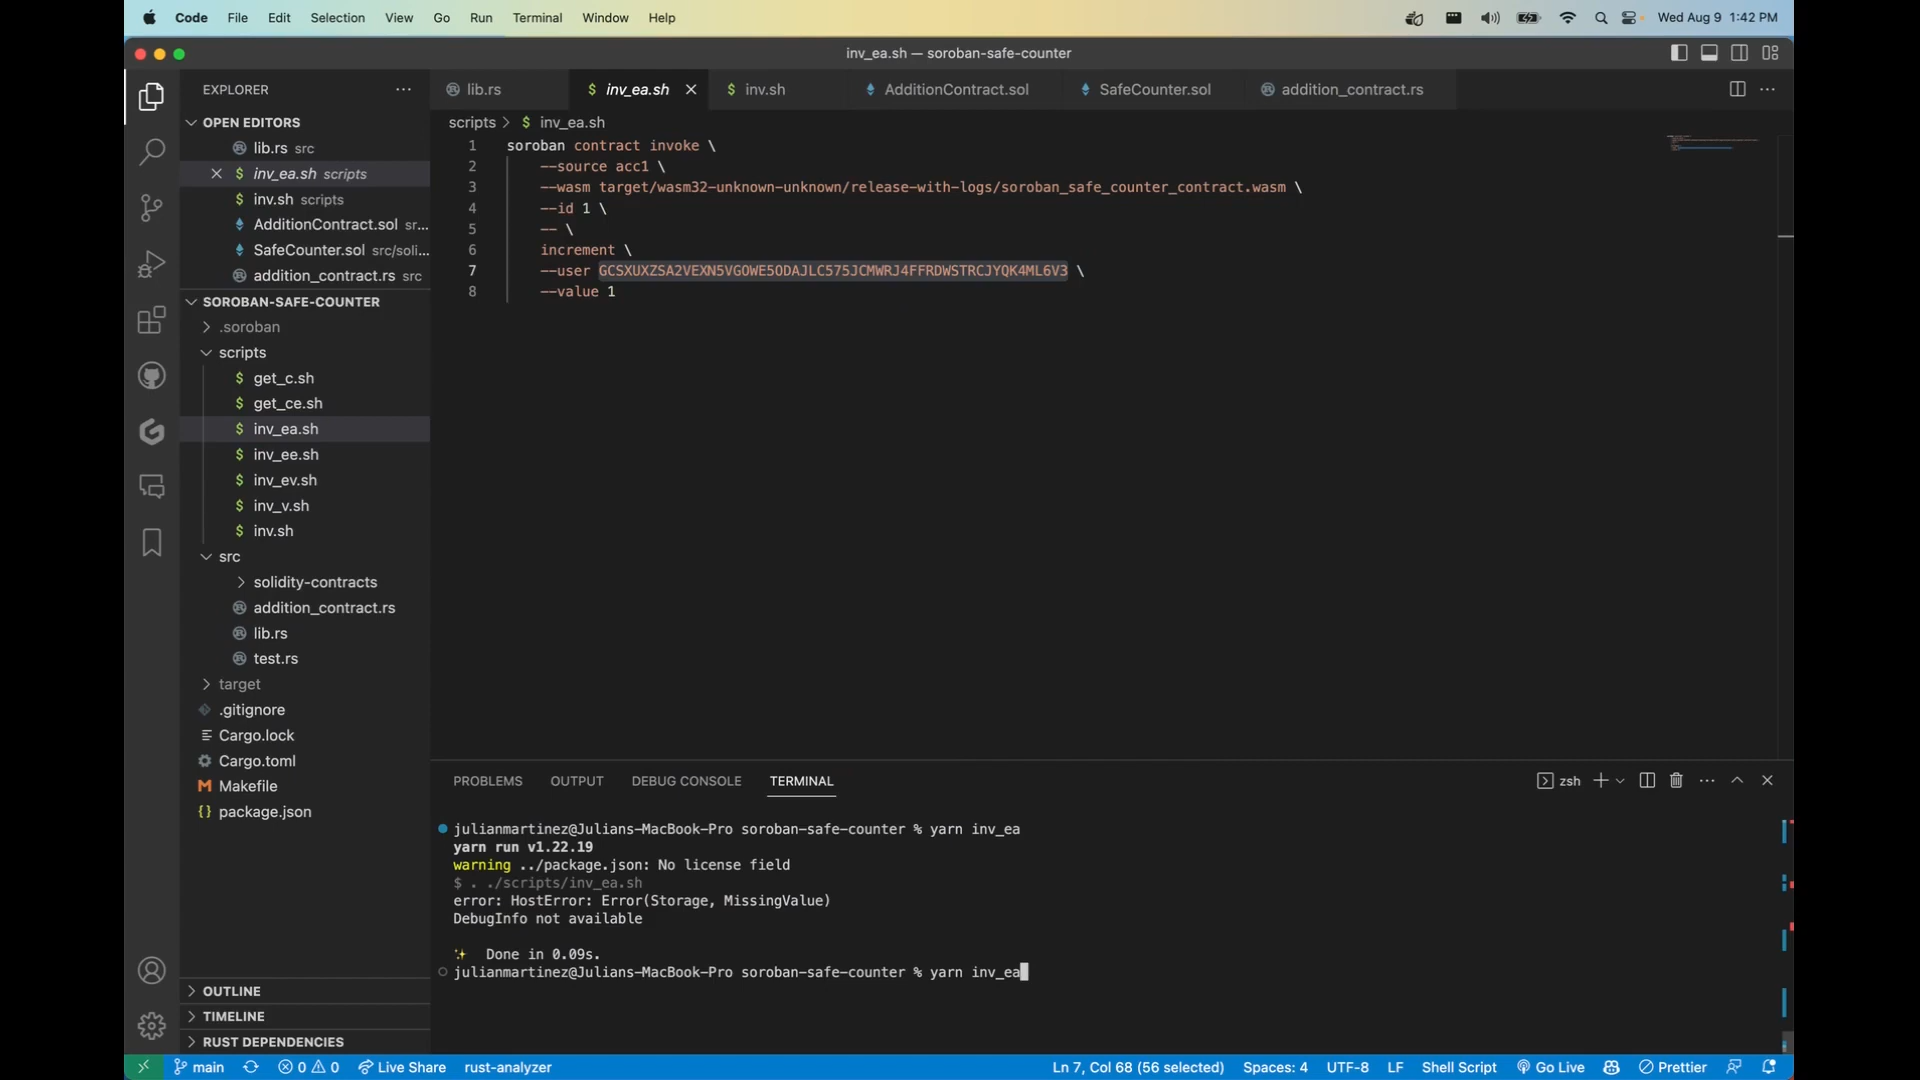 Code File Edit Selection View Go Run Terminal Window Help Wed Aug 9 1:42 PM
inv_ea.sh — soroban-safe-counter
EXPLORER
lib.rs inv_ea.sh inv.sh AdditionContract.sol SafeCounter.sol addition_contract.rs
OPEN EDITORS
lib.rs src
inv_ea.sh scripts
inv.sh scripts
AdditionContract.sol sr...
SafeCounter.sol src/soli...
addition_contract.rs src
SOROBAN-SAFE-COUNTER
.soroban
scripts
get_c.sh
get_ce.sh
inv_ea.sh
inv_ee.sh
inv_ev.sh
inv_v.sh
inv.sh
src
solidity-contracts
addition_contract.rs
lib.rs
test.rs
target
.gitignore
Cargo.lock
Cargo.toml
Makefile
package.json
OUTLINE
TIMELINE
RUST DEPENDENCIES
scripts > $ inv_ea.sh
1 soroban contract invoke \
2 --source acc1 \
3 --wasm target/wasm32-unknown-unknown/release-with-logs/soroban_safe_counter_contract.wasm \
4 --id 1 \
5 -- \
6 increment \
7 --user GCSXUXZSA2VEXN5VGOWE5ODAJLC575JCMWRJ4FFRDWSTRCJYQK4ML6V3 \
8 --value 1
PROBLEMS OUTPUT DEBUG CONSOLE TERMINAL zsh
julianmartinez@Julians-MacBook-Pro soroban-safe-counter % yarn inv_ea
yarn run v1.22.19
warning ../package.json: No license field
$ . ./scripts/inv_ea.sh
error: HostError: Error(Storage, MissingValue)
DebugInfo not available
✨ Done in 0.09s.
julianmartinez@Julians-MacBook-Pro soroban-safe-counter % yarn inv_ea
main 0 0 Live Share rust-analyzer Ln 7, Col 68 (56 selected) Spaces: 4 UTF-8 LF Shell Script Go Live Prettier